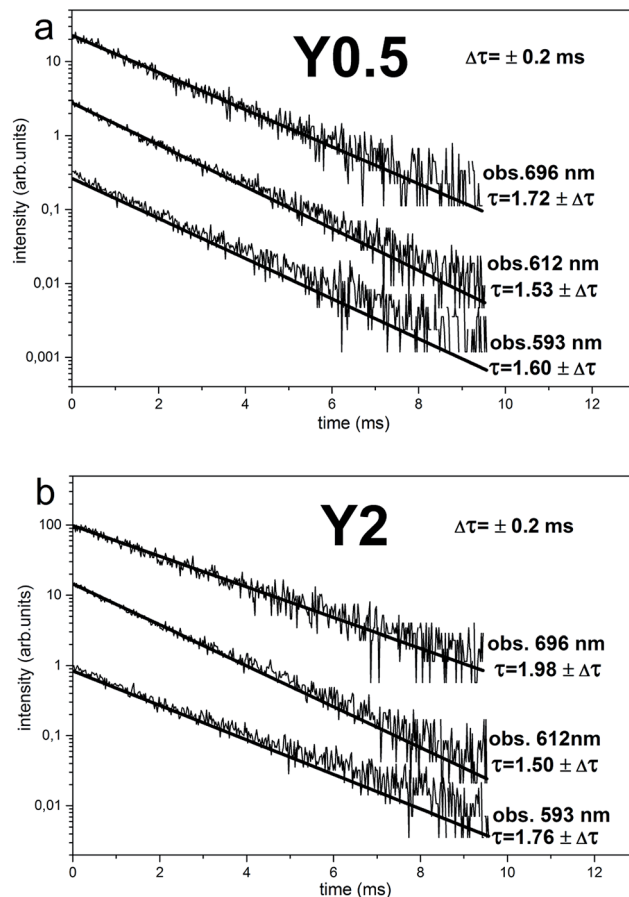 a
Y0.5
Δτ= ± 0.2 ms
10
1
0,1
0,01
0,001
intensity (arb.units)
obs.696 nm
τ=1.72 ± Δτ
obs.612 nm
τ=1.53 ± Δτ
obs.593 nm
τ=1.60 ± Δτ
0 2 4 6 8 10 12
time (ms)
b
Y2
Δτ= ± 0.2 ms
100
10
1
0,1
0,01
intensity (arb.units)
obs. 696 nm
τ=1.98 ± Δτ
obs. 612nm
τ=1.50 ± Δτ
obs. 593 nm
τ=1.76 ± Δτ
0 2 4 6 8 10 12
time (ms)